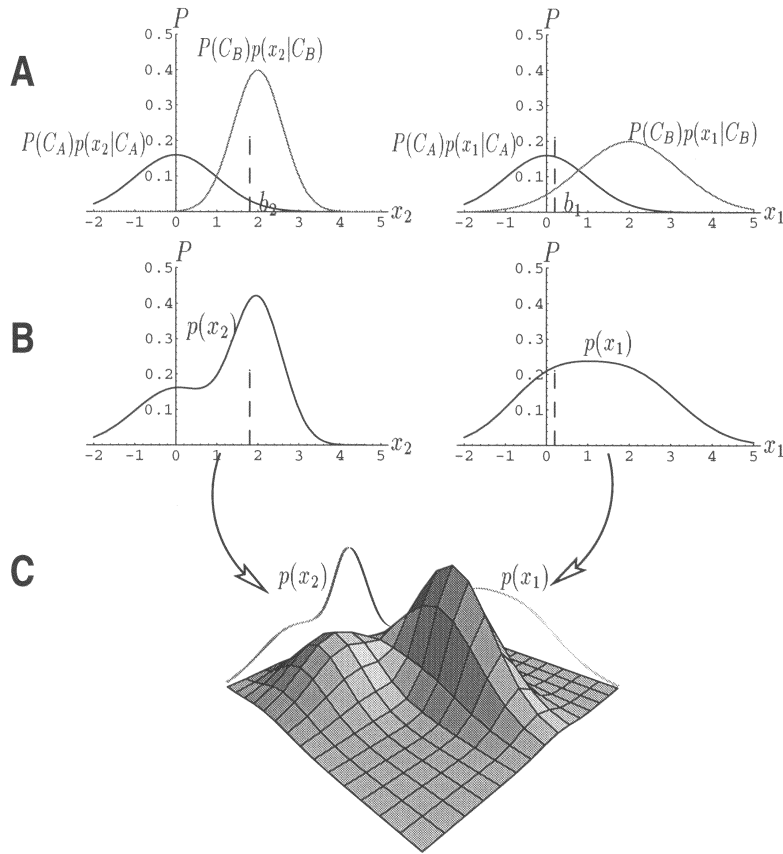 A
P
0.5
0.4
0.3
0.2
0.1
-2 -1 0 1 2 3 4 5 x_2
P(C_B)p(x_2|C_B)
P(C_A)p(x_2|C_A)
b_2
P
0.5
0.4
0.3
0.2
0.1
-2 -1 0 1 2 3 4 5 x_1
P(C_A)p(x_1|C_A)
P(C_B)p(x_1|C_B)
b_1
B
P
0.5
0.4
0.3
0.2
0.1
-2 -1 0 1 2 3 4 5 x_2
p(x_2)
P
0.5
0.4
0.3
0.2
0.1
-2 -1 0 1 2 3 4 5 x_1
p(x_1)
C
p(x_2)
p(x_1)